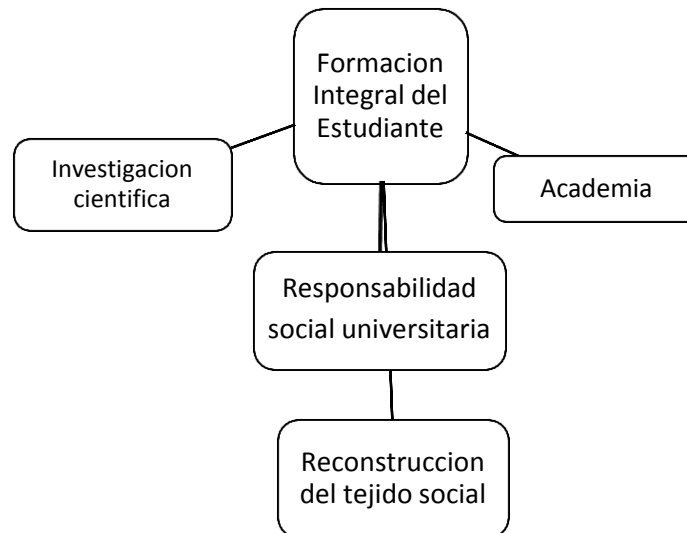 Formacion
Integral del
Estudiante
Investigacion
cientifica
Academia
Responsabilidad
social universitaria
Reconstruccion
del tejido social